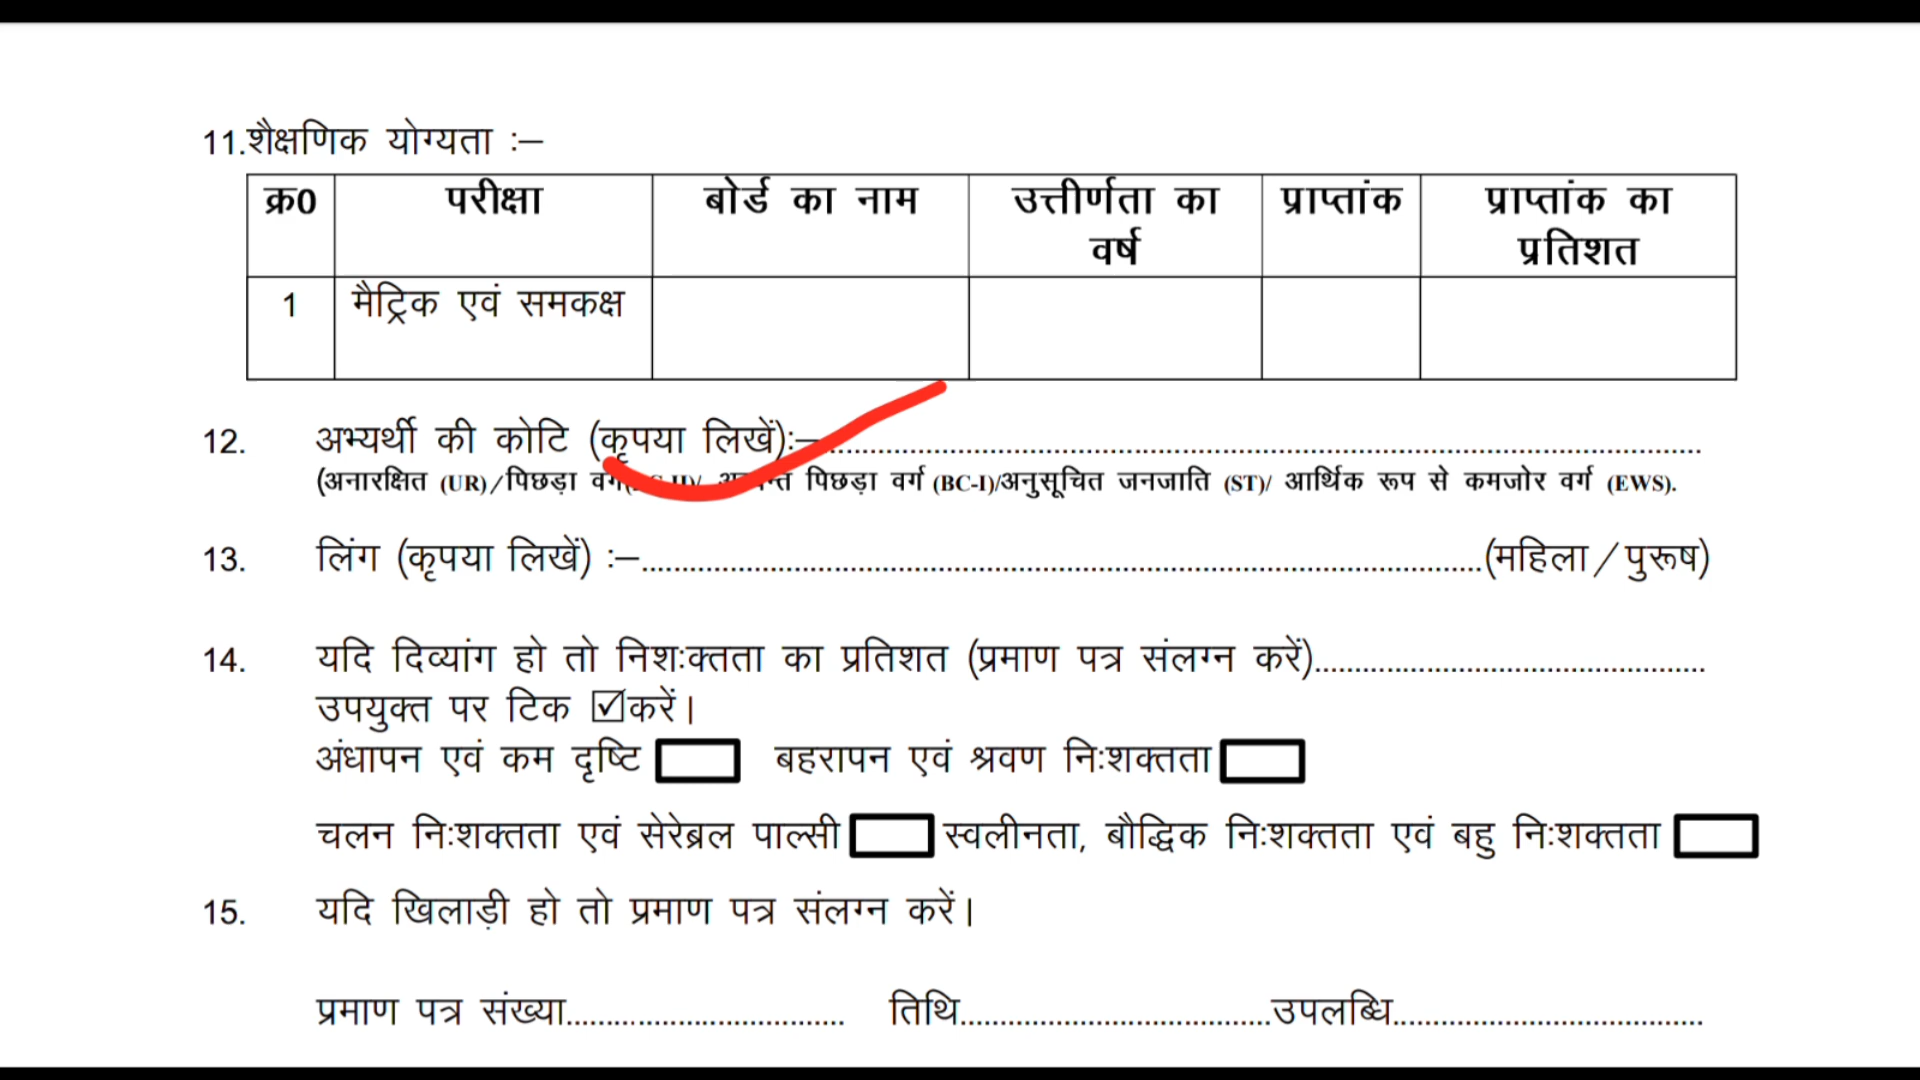 11.शैक्षणिक योग्यता :–
क्र0 परीक्षा बोर्ड का नाम उत्तीर्णता का वर्ष प्राप्तांक प्राप्तांक का प्रतिशत
1 मैट्रिक एवं समकक्ष
12. अभ्यर्थी की कोटि (कृपया लिखें):–..........................................................................................
(अनारक्षित (UR)/पिछड़ा पिछड़ा वर्ग (BC-I)/अनुसूचित जनजाति (ST)/ आर्थिक रूप से कमजोर वर्ग (EWS).
13. लिंग (कृपया लिखें) :–..........................................................................................(महिला/पुरूष)
14. यदि दिव्यांग हो तो निशःक्तता का प्रतिशत (प्रमाण पत्र संलग्न करें)................................................
उपयुक्त पर टिक ☑करें।
अंधापन एवं कम दृष्टि बहरापन एवं श्रवण निःशक्तता
चलन निःशक्तता एवं सेरेब्रल पाल्सी स्वलीनता, बौद्धिक निःशक्तता एवं बहु निःशक्तता
15. यदि खिलाड़ी हो तो प्रमाण पत्र संलग्न करें।
प्रमाण पत्र संख्या................................... तिथि.......................................उपलब्धि.......................................